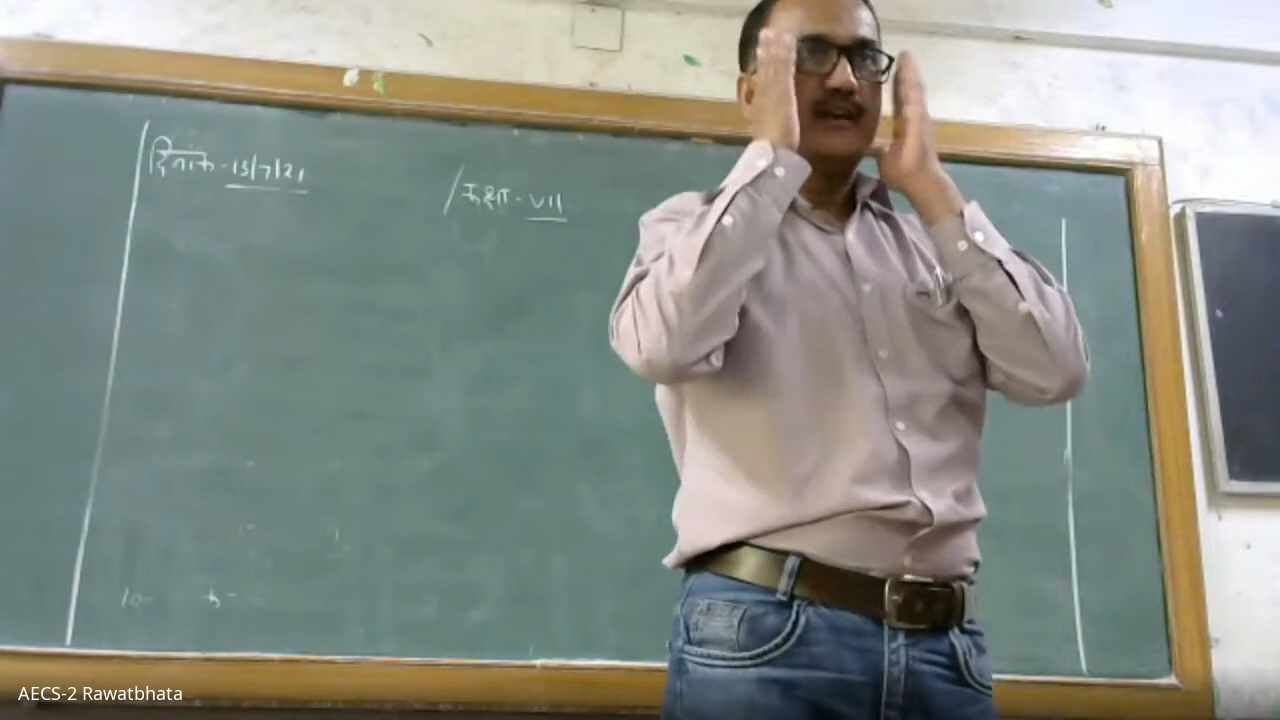 दिनांक - 13/7/21
/ कक्षा - VII
AECS-2 Rawatbhata